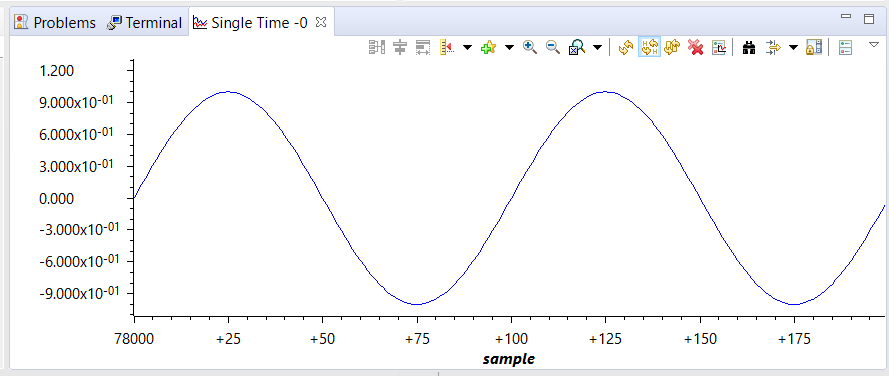 Problems Terminal Single Time -0
1.200
9.000x10-01
6.000x10-01
3.000x10-01
0.000
-3.000x10-01
-6.000x10-01
-9.000x10-01
78000 +25 +50 +75 +100 +125 +150 +175
sample